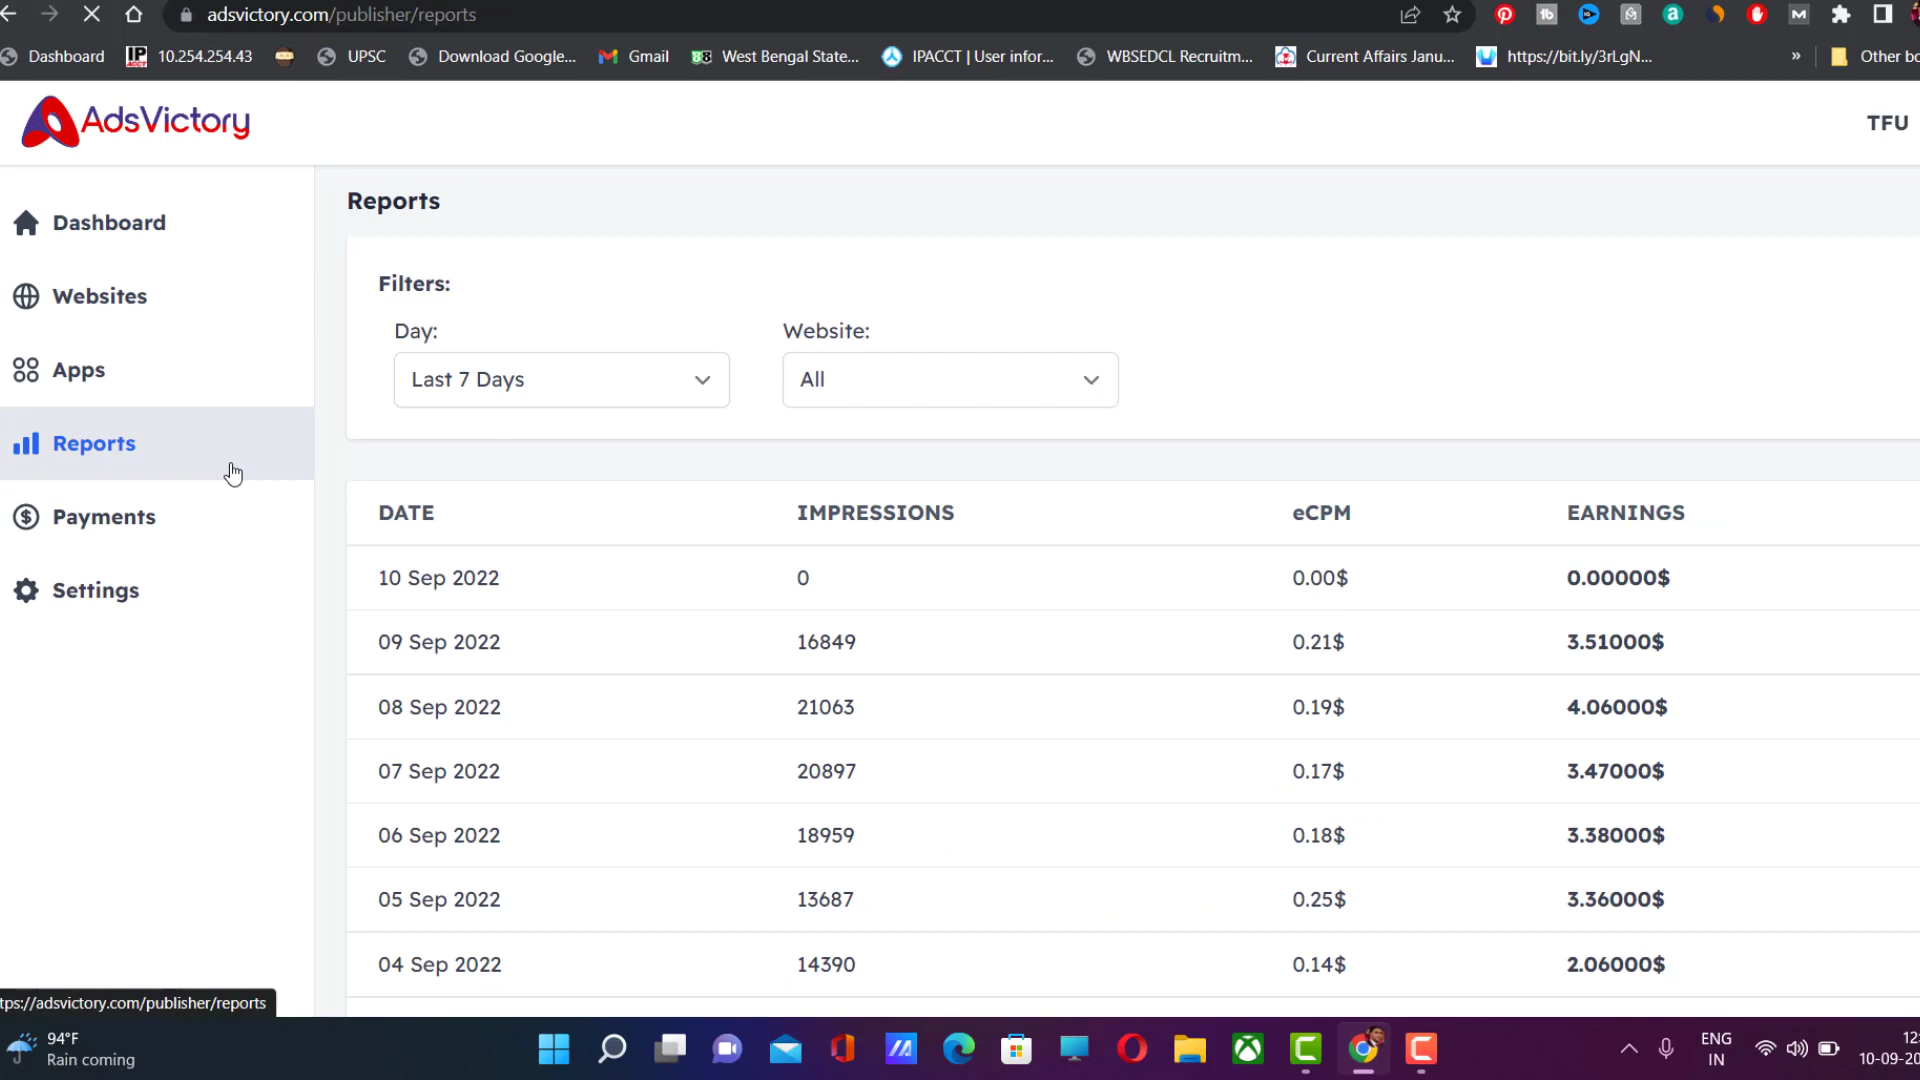 adsvictory.com/publisher/reports
Dashboard 10.254.254.43 UPSC Download Google... Gmail West Bengal State... IPACCT | User infor... WBSEDCL Recruitm... Current Affairs Janu... https://bit.ly/3rLgN... » Other bo
AdsVictory
TFU
Dashboard
Websites
Apps
Reports
Payments
Settings
Reports
Filters:
Day: Website:
Last 7 Days All
DATE IMPRESSIONS eCPM EARNINGS
10 Sep 2022 0 0.00$ 0.00000$
09 Sep 2022 16849 0.21$ 3.51000$
08 Sep 2022 21063 0.19$ 4.06000$
07 Sep 2022 20897 0.17$ 3.47000$
06 Sep 2022 18959 0.18$ 3.38000$
05 Sep 2022 13687 0.25$ 3.36000$
04 Sep 2022 14390 0.14$ 2.06000$
tps://adsvictory.com/publisher/reports
94°F
Rain coming
ENG
IN
12:
10-09-20